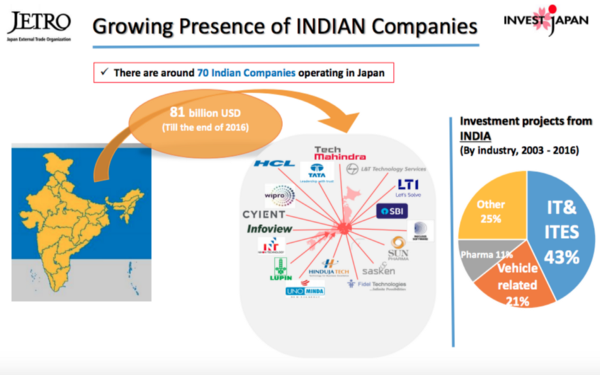 JETRO
Japan External Trade Organization
Growing Presence of INDIAN Companies
INVEST JAPAN
✓ There are around 70 Indian Companies operating in Japan
81 billion USD
(Till the end of 2016)
HCL
TATA
Tech
Mahindra
L&T Technology Services
wipro
LTI
Let's Solve
CYIENT
SBI
Infoview
SUN
LUPIN
HINDUJA TECH
sasken
UNO MINDA
Fidel Technologies
Investment projects from
INDIA
(By industry, 2003 - 2016)
Other
25%
IT&
ITES
43%
Pharma 11%
Vehicle
related
21%